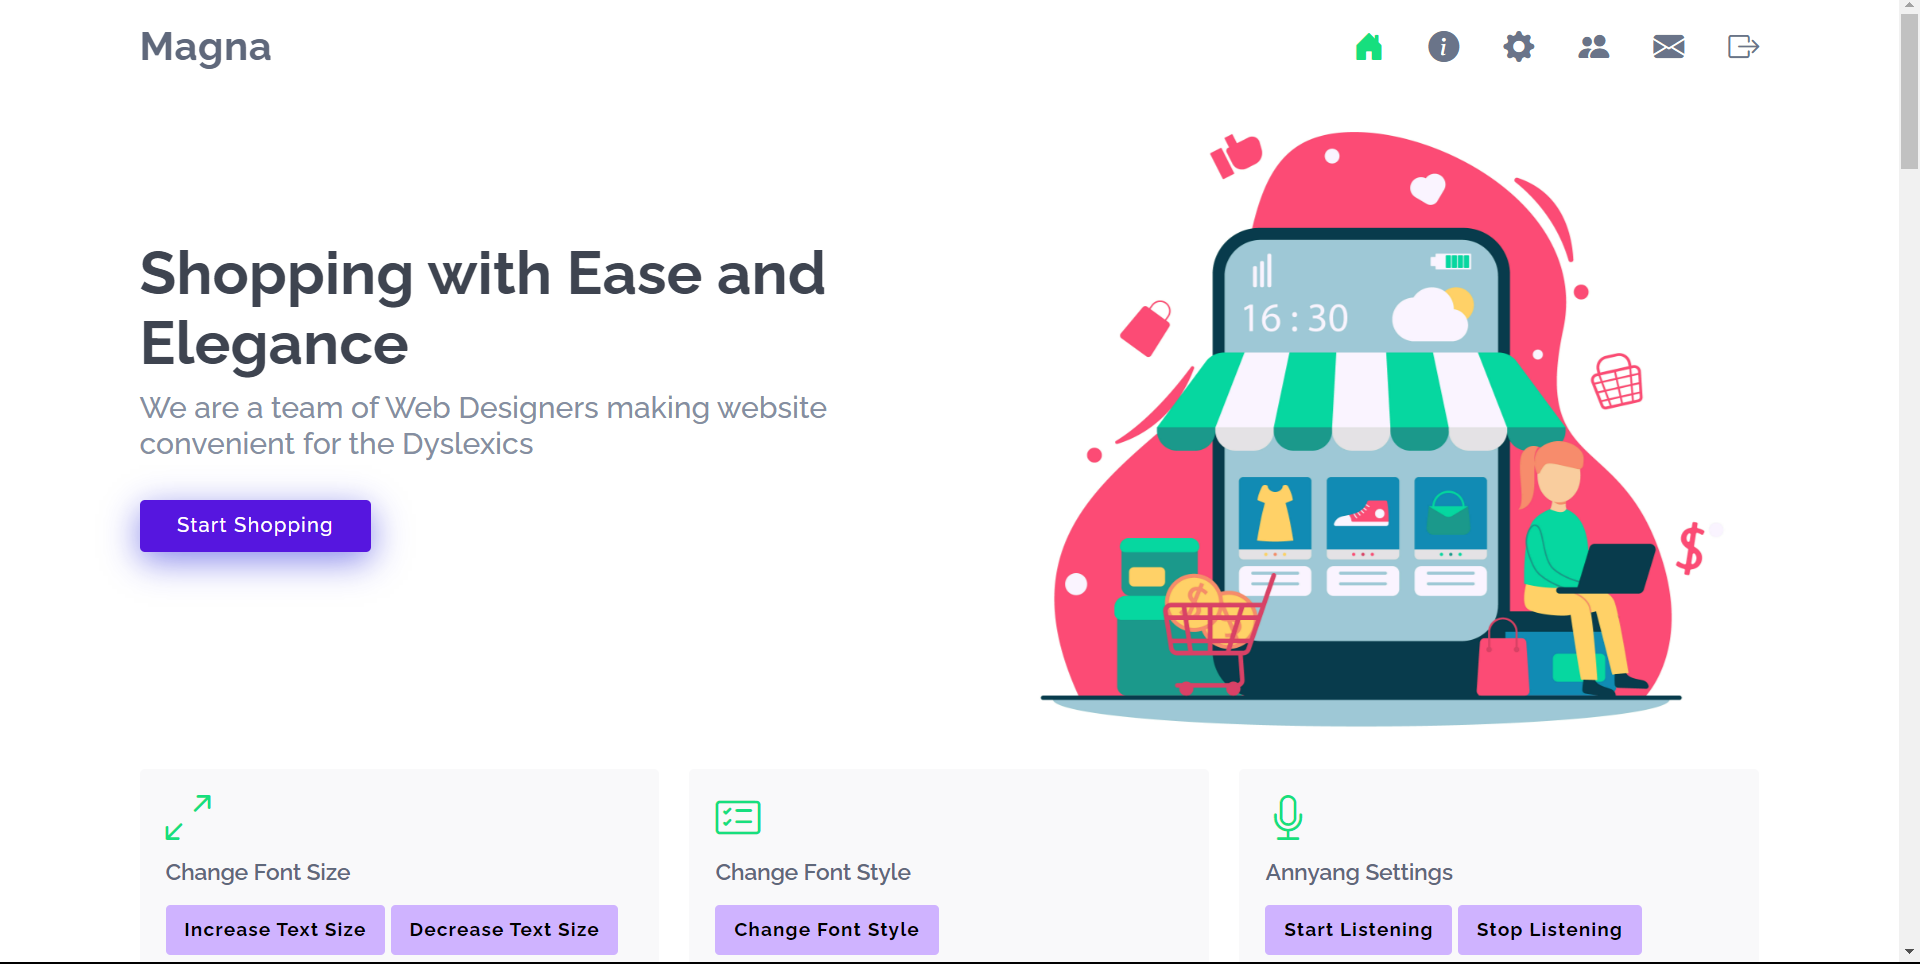 Magna
Shopping with Ease and
Elegance
We are a team of Web Designers making website
convenient for the Dyslexics
Start Shopping
16 : 30
$
Change Font Size
Increase Text Size
Decrease Text Size
Change Font Style
Change Font Style
Annyang Settings
Start Listening
Stop Listening